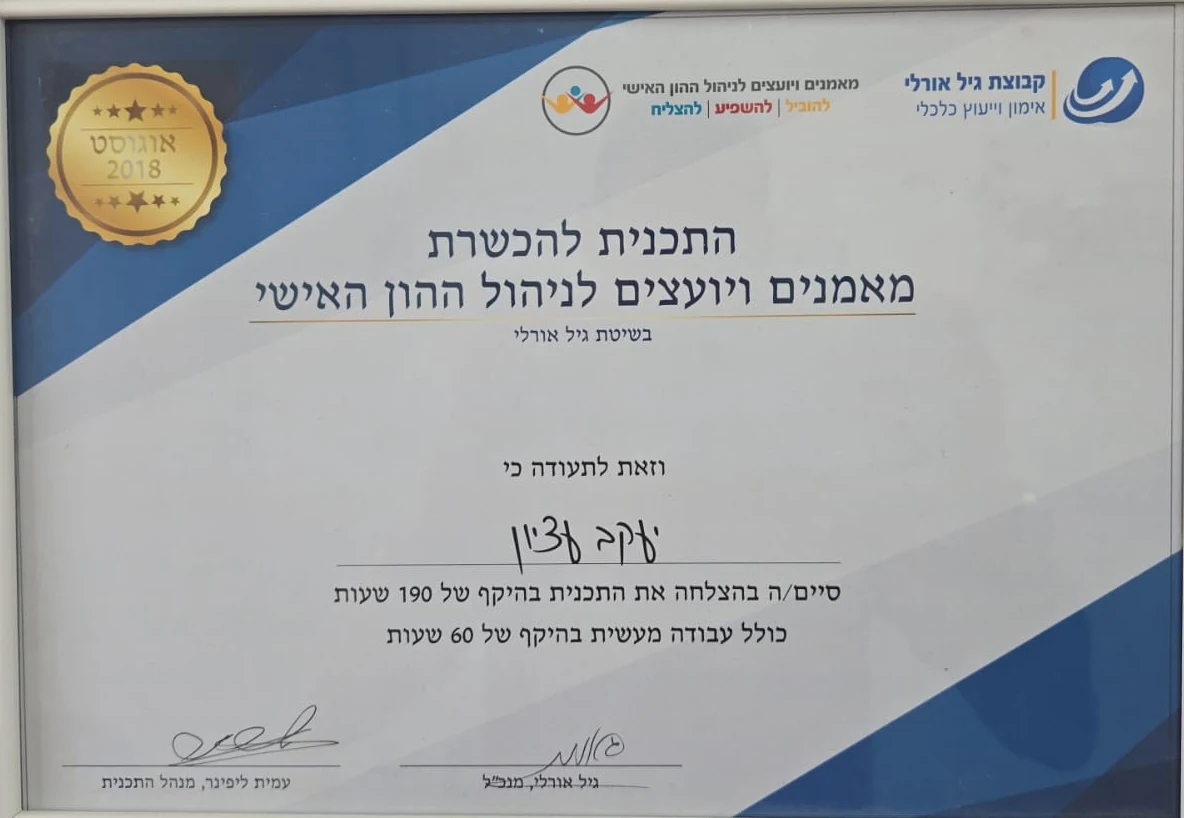 קבוצת גיל אורלי
אימון וייעוץ כלכלי
מאמנים ויועצים לניהול ההון האישי
להוביל | להשפיע | להצליח
אוגוסט
2018
התכנית להכשרת
מאמנים ויועצים לניהול ההון האישי
בשיטת גיל אורלי
וזאת לתעודה כי
יעקב עציון
סיים/ה בהצלחה את התכנית בהיקף של 190 שעות
כולל עבודה מעשית בהיקף של 60 שעות
גיל אורלי, מנכ"ל
עמית ליפינר, מנהל התכנית